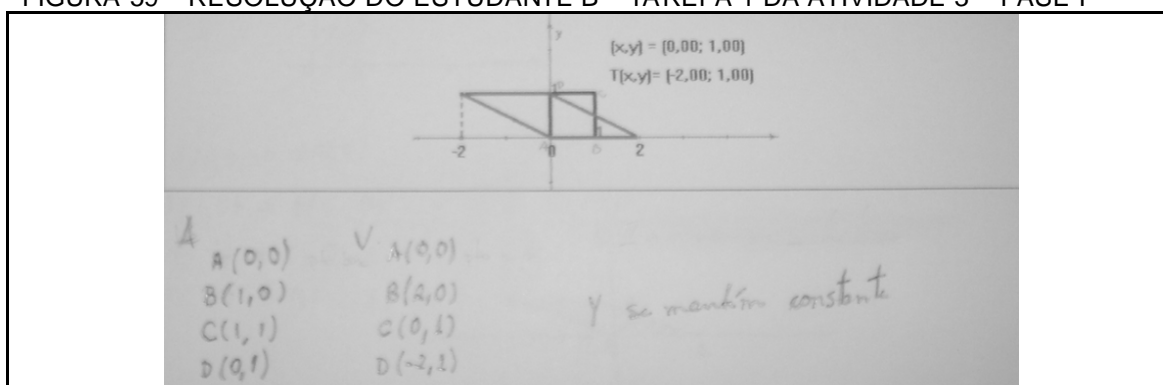 FIGURA 39 – RESOLUÇÃO DO ESTUDANTE B – TAREFA 1 DA ATIVIDADE 3 – FASE I
y
(x,y) = (0,00; 1,00)
T(x,y)= (-2,00; 1,00)
D
1
-2 A 0 B 2
A V
A(0,0) A(0,0)
B(1,0) B(2,0)
C(1,1) C(0,1)
D(0,1) D(-2,1)
Y se mantém constante